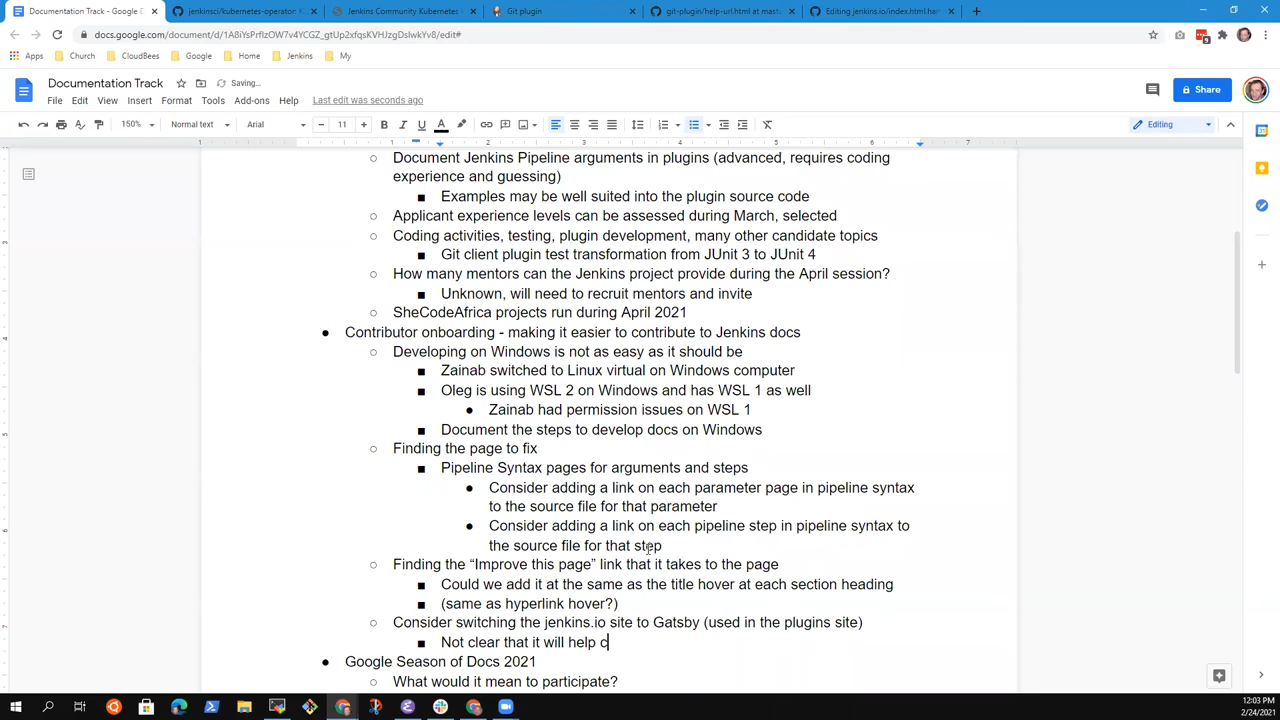 Documentation Track - Google D
jenkinsci/kubernetes-operator: K
Jenkins Community Kubernetes
Git plugin
git-plugin/help-url.html at mast
Editing jenkins.io/index.html.ha
docs.google.com/document/d/1A8iYsPrfIzOW7v4YCGZ_gtUp2xfqsKVHJzgDsIwkYv8/edit#
9
Apps
Church
CloudBees
Google
Home
Jenkins
My
Documentation Track
Saving…
File Edit View Insert Format Tools Add-ons Help Last edit was seconds ago
Share
150% Normal text Arial 11
Editing
1 1 2 3 4 5 6 7
Document Jenkins Pipeline arguments in plugins (advanced, requires coding
experience and guessing)
Examples may be well suited into the plugin source code
Applicant experience levels can be assessed during March, selected
Coding activities, testing, plugin development, many other candidate topics
Git client plugin test transformation from JUnit 3 to JUnit 4
How many mentors can the Jenkins project provide during the April session?
Unknown, will need to recruit mentors and invite
SheCodeAfrica projects run during April 2021
Contributor onboarding - making it easier to contribute to Jenkins docs
Developing on Windows is not as easy as it should be
Zainab switched to Linux virtual on Windows computer
Oleg is using WSL 2 on Windows and has WSL 1 as well
Zainab had permission issues on WSL 1
Document the steps to develop docs on Windows
Finding the page to fix
Pipeline Syntax pages for arguments and steps
Consider adding a link on each parameter page in pipeline syntax
to the source file for that parameter
Consider adding a link on each pipeline step in pipeline syntax to
the source file for that step
Finding the “Improve this page” link that it takes to the page
Could we add it at the same as the title hover at each section heading
(same as hyperlink hover?)
Consider switching the jenkins.io site to Gatsby (used in the plugins site)
Not clear that it will help c
Google Season of Docs 2021
What would it mean to participate?
12:03 PM
2/24/2021